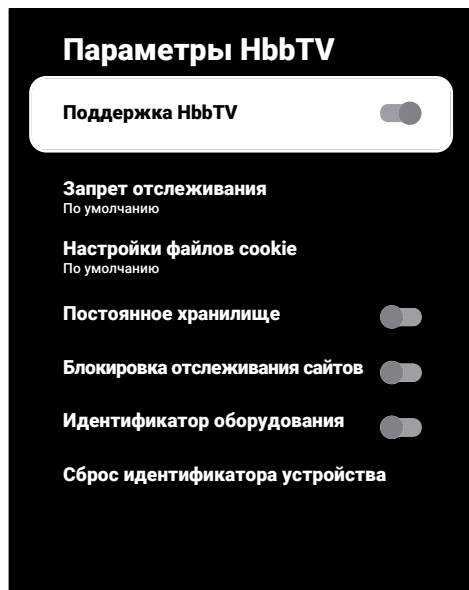 Параметры HbbTV
Поддержка HbbTV
Запрет отслеживания
По умолчанию
Настройки файлов cookie
По умолчанию
Постоянное хранилище
Блокировка отслеживания сайтов
Идентификатор оборудования
Сброс идентификатора устройства